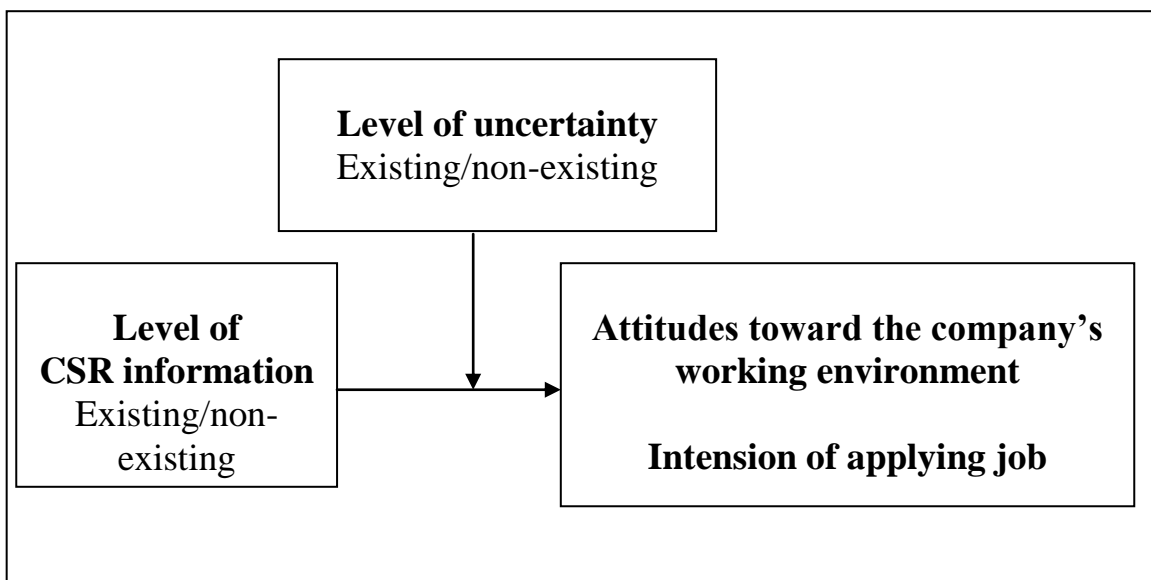 Level of uncertainty
Existing/non-existing
Level of
CSR information
Existing/non-
existing
Attitudes toward the company’s
working environment
Intension of applying job